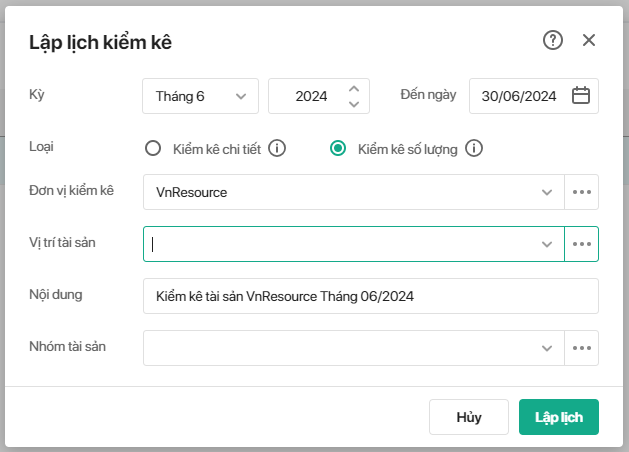 Lập lịch kiểm kê
Kỳ Tháng 6 2024 Đến ngày 30/06/2024
Loại Kiểm kê chi tiết Kiểm kê số lượng
Đơn vị kiểm kê VnResource
Vị trí tài sản
Nội dung Kiểm kê tài sản VnResource Tháng 06/2024
Nhóm tài sản
Hủy Lập lịch